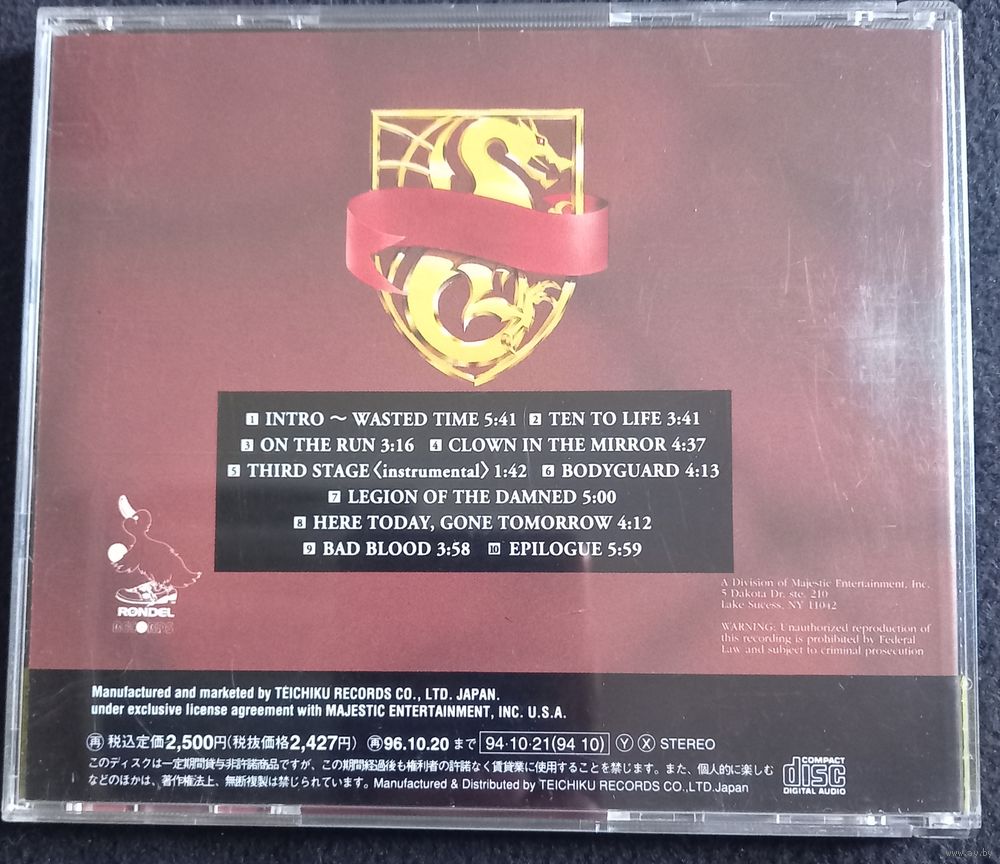 1 INTRO ～ WASTED TIME 5:41 2 TEN TO LIFE 3:41
3 ON THE RUN 3:16 4 CLOWN IN THE MIRROR 4:37
5 THIRD STAGE〈instrumental〉1:42 6 BODYGUARD 4:13
7 LEGION OF THE DAMNED 5:00
8 HERE TODAY, GONE TOMORROW 4:12
9 BAD BLOOD 3:58 10 EPILOGUE 5:59
RONDEL
RECORDS
A Division of Majestic Entertainment, Inc.
5 Dakota Dr. ste. 210
Lake Sucess, NY 11042
WARNING: Unauthorized reproduction of
this recording is prohibited by Federal
Law and subject to criminal prosecution
Manufactured and marketed by TEICHIKU RECORDS CO., LTD. JAPAN.
under exclusive license agreement with MAJESTIC ENTERTAINMENT, INC. U.S.A.
㊢税込定価2,500円(税抜価格2,427円) 再96.10.20まで 94·10·21(94 10) Ⓨ Ⓧ STEREO
このディスクは一定期間貸与非許諾商品ですが、この期間経過後も権利者の許諾なく賃貸業に使用することを禁じます。また、個人的に楽しむ
などのほかは、著作権法上、無断複製は禁じられています。Manufactured & Distributed by TEICHIKU RECORDS CO.,LTD.Japan
COMPACT
disc
DIGITAL AUDIO
www.ay.by